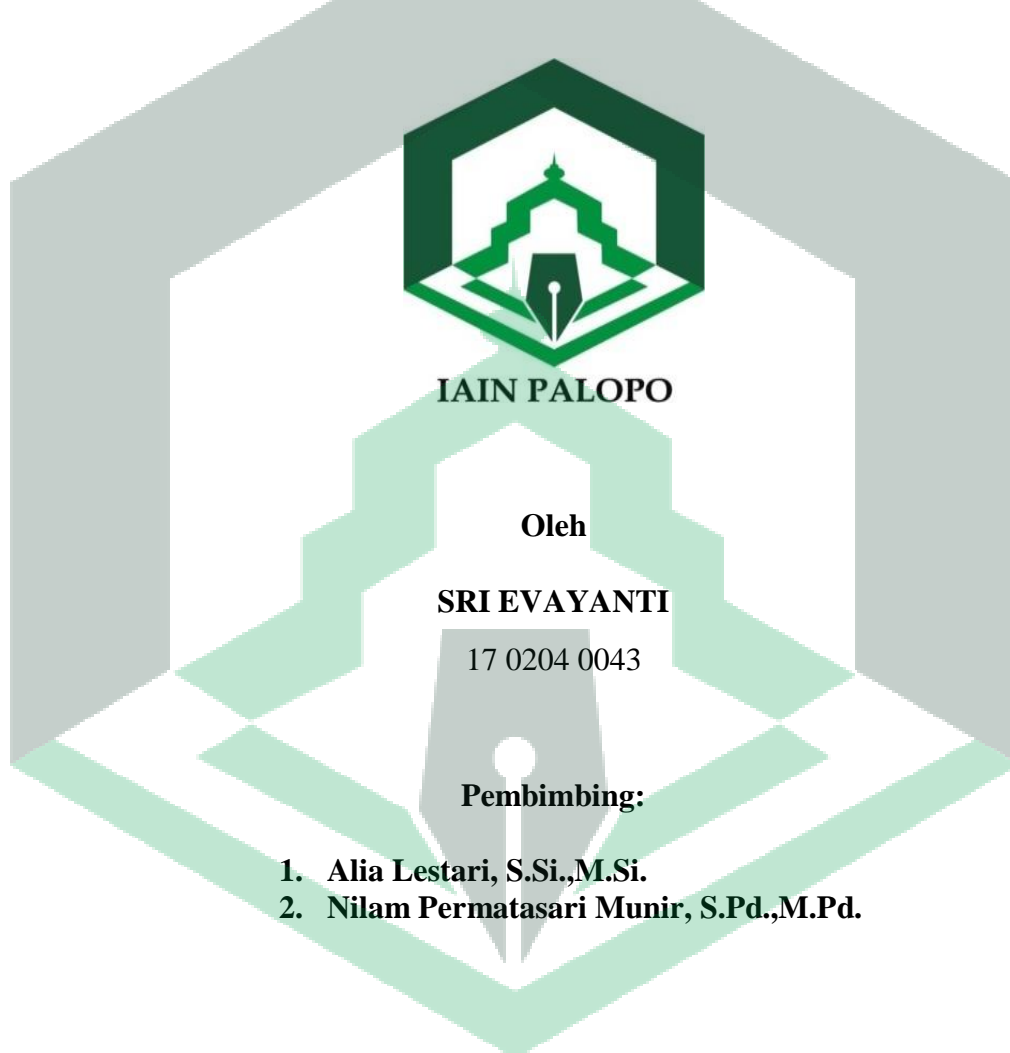 IAIN PALOPO
Oleh
SRI EVAYANTI
17 0204 0043
Pembimbing:
1. Alia Lestari, S.Si.,M.Si.
2. Nilam Permatasari Munir, S.Pd.,M.Pd.